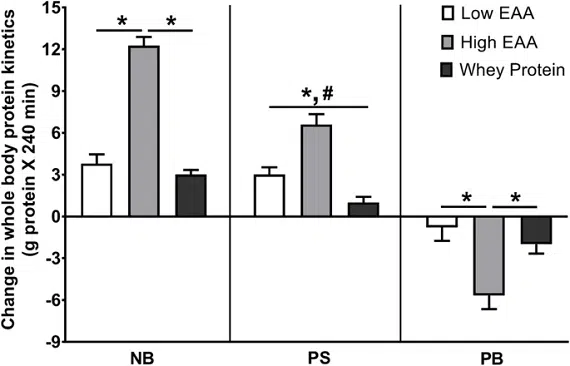 Change in whole body protein kinetics
(g protein X 240 min)
15
12
9
6
3
0
-3
-6
-9
Low EAA
High EAA
Whey Protein
* *
*, #
* *
NB PS PB